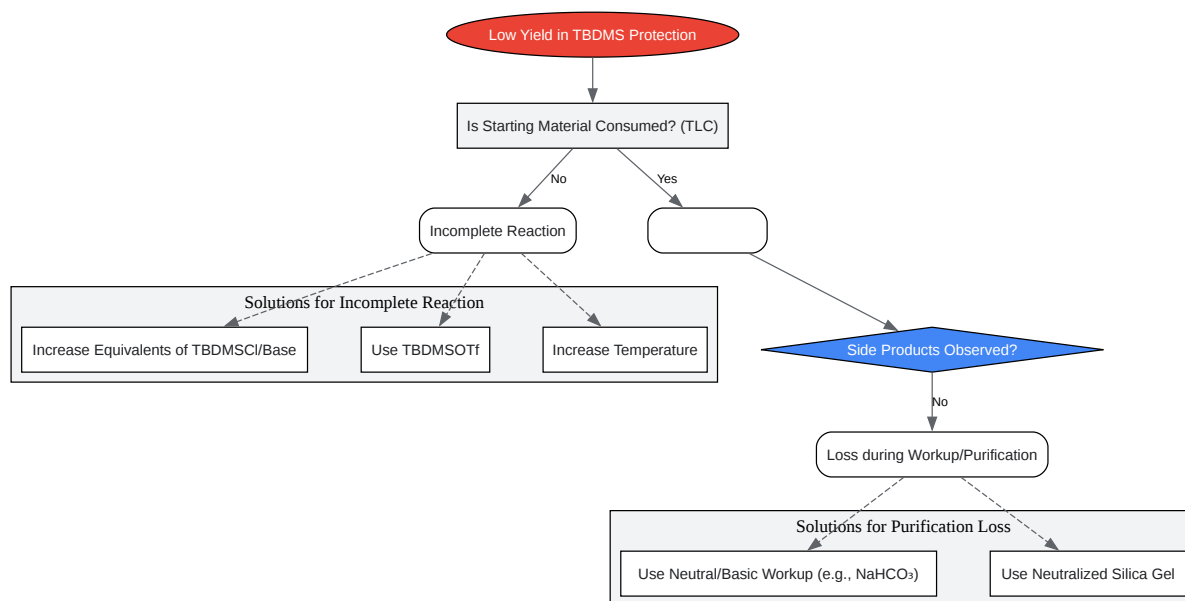 Low Yield in TBDMS Protection
Is Starting Material Consumed? (TLC)
No
Yes
Incomplete Reaction
Solutions for Incomplete Reaction
Increase Equivalents of TBDMSCl/Base
Use TBDMSOTf
Increase Temperature
Side Products Observed?
No
Loss during Workup/Purification
Solutions for Purification Loss
Use Neutral/Basic Workup (e.g., NaHCO₃)
Use Neutralized Silica Gel